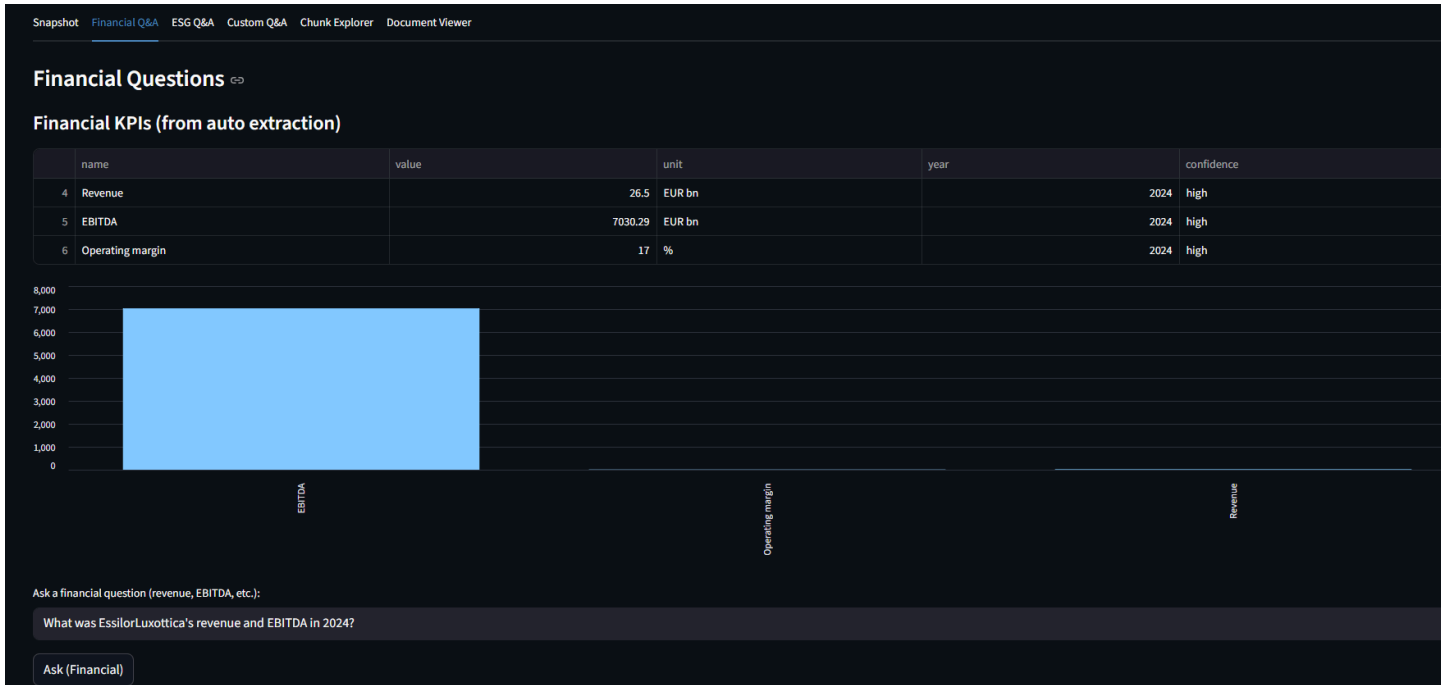 Snapshot Financial Q&A ESG Q&A Custom Q&A Chunk Explorer Document Viewer
Financial Questions
Financial KPIs (from auto extraction)
name value unit year confidence
4 Revenue 26.5 EUR bn 2024 high
5 EBITDA 7030.29 EUR bn 2024 high
6 Operating margin 17 % 2024 high
8,000
7,000
6,000
5,000
4,000
3,000
2,000
1,000
0
EBITDA Operating margin Revenue
Ask a financial question (revenue, EBITDA, etc.):
What was EssilorLuxottica's revenue and EBITDA in 2024?
Ask (Financial)